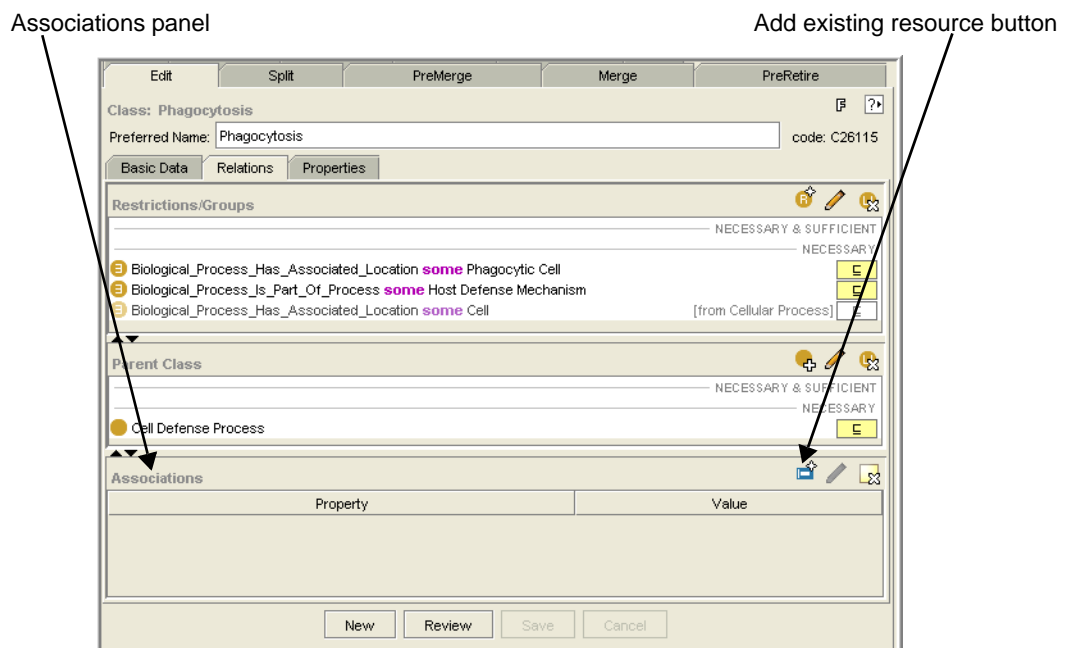 Associations panel
Add existing resource button
Edit
Split
PreMerge
Merge
PreRetire
Class: Phagocytosis
Preferred Name: Phagocytosis
code: C26115
Basic Data
Relations
Properties
Restrictions/Groups
NECESSARY & SUFFICIENT
NECESSARY
Biological_Process_Has_Associated_Location some Phagocytic Cell
Biological_Process_Is_Part_Of_Process some Host Defense Mechanism
Biological_Process_Has_Associated_Location some Cell [from Cellular Process]
Parent Class
NECESSARY & SUFFICIENT
NECESSARY
Cell Defense Process
Associations
Property
Value
New
Review
Save
Cancel